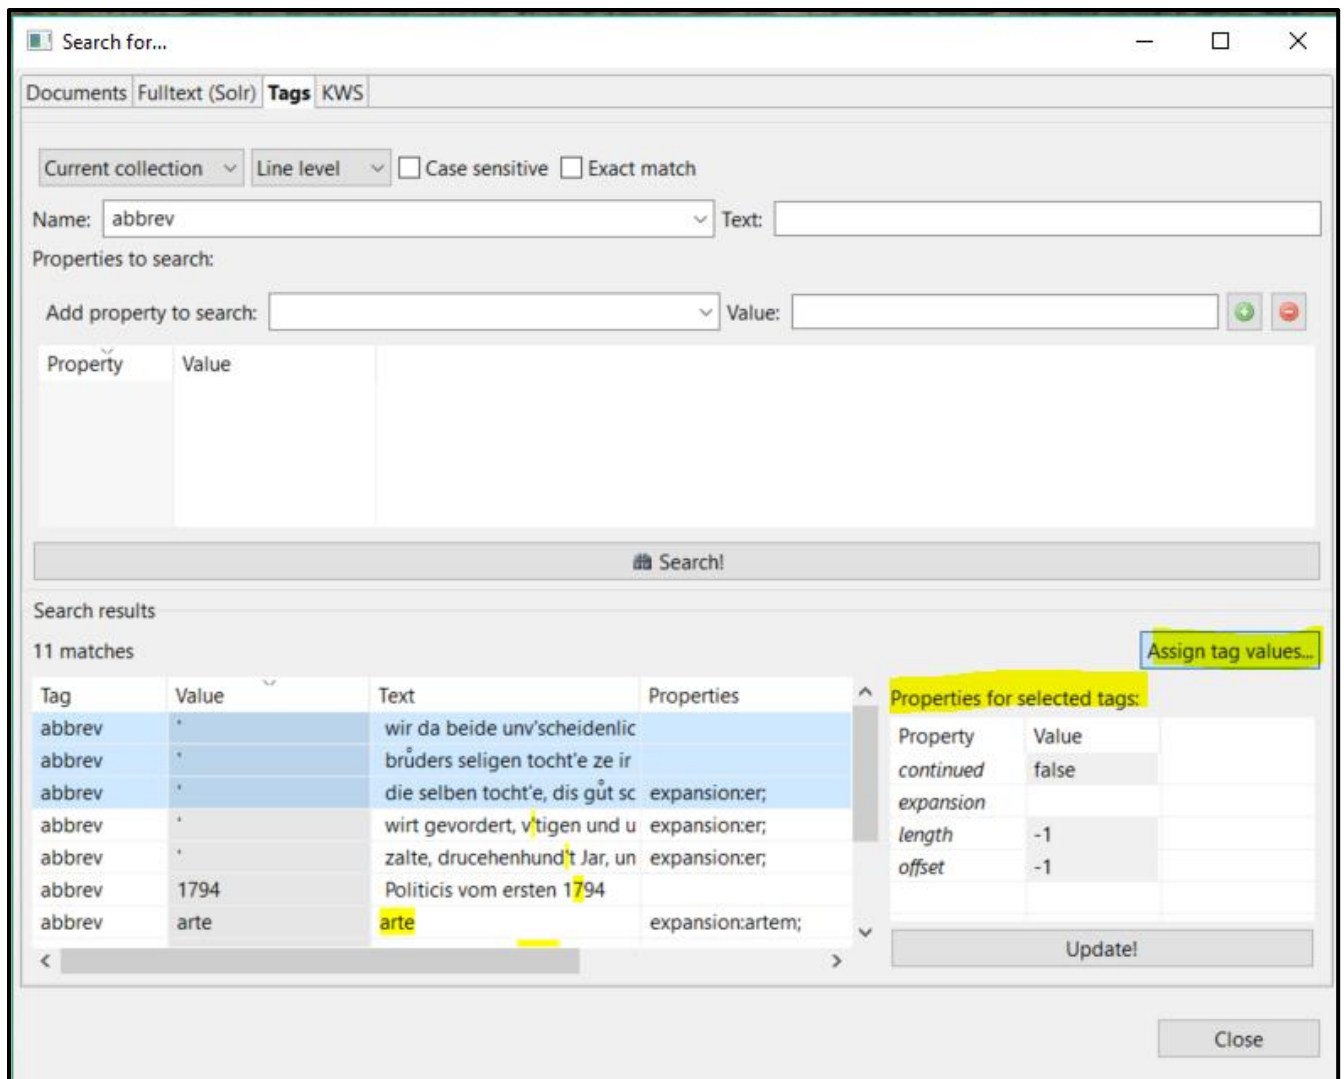 Search for...
Documents Fulltext (Solr) Tags KWS
Current collection Line level Case sensitive Exact match
Name: abbrev Text:
Properties to search:
Add property to search: Value:
Property Value
Search!
Search results
11 matches
Assign tag values...
Tag Value Text Properties
abbrev ' wir da beide unv'scheidenlic
abbrev ' brůders seligen tocht'e ze ir
abbrev ' die selben tocht'e, dis gůt sc expansion:er;
abbrev ' wirt gevordert, v'tigen und u expansion:er;
abbrev ' zalte, drucehenhund't Jar, un expansion:er;
abbrev 1794 Politicis vom ersten 1794
abbrev arte arte expansion:artem;
Properties for selected tags:
Property Value
continued false
expansion
length -1
offset -1
Update!
Close